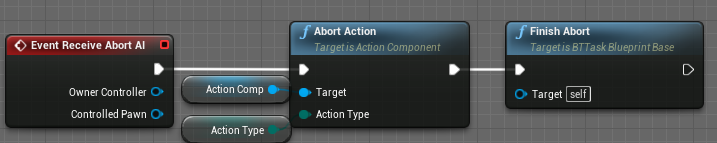 Event Receive Abort AI
Owner Controller
Controlled Pawn
Action Comp
Action Type
f Abort Action
Target is Action Component
Target
Action Type
f Finish Abort
Target is BTTask Blueprint Base
Target self